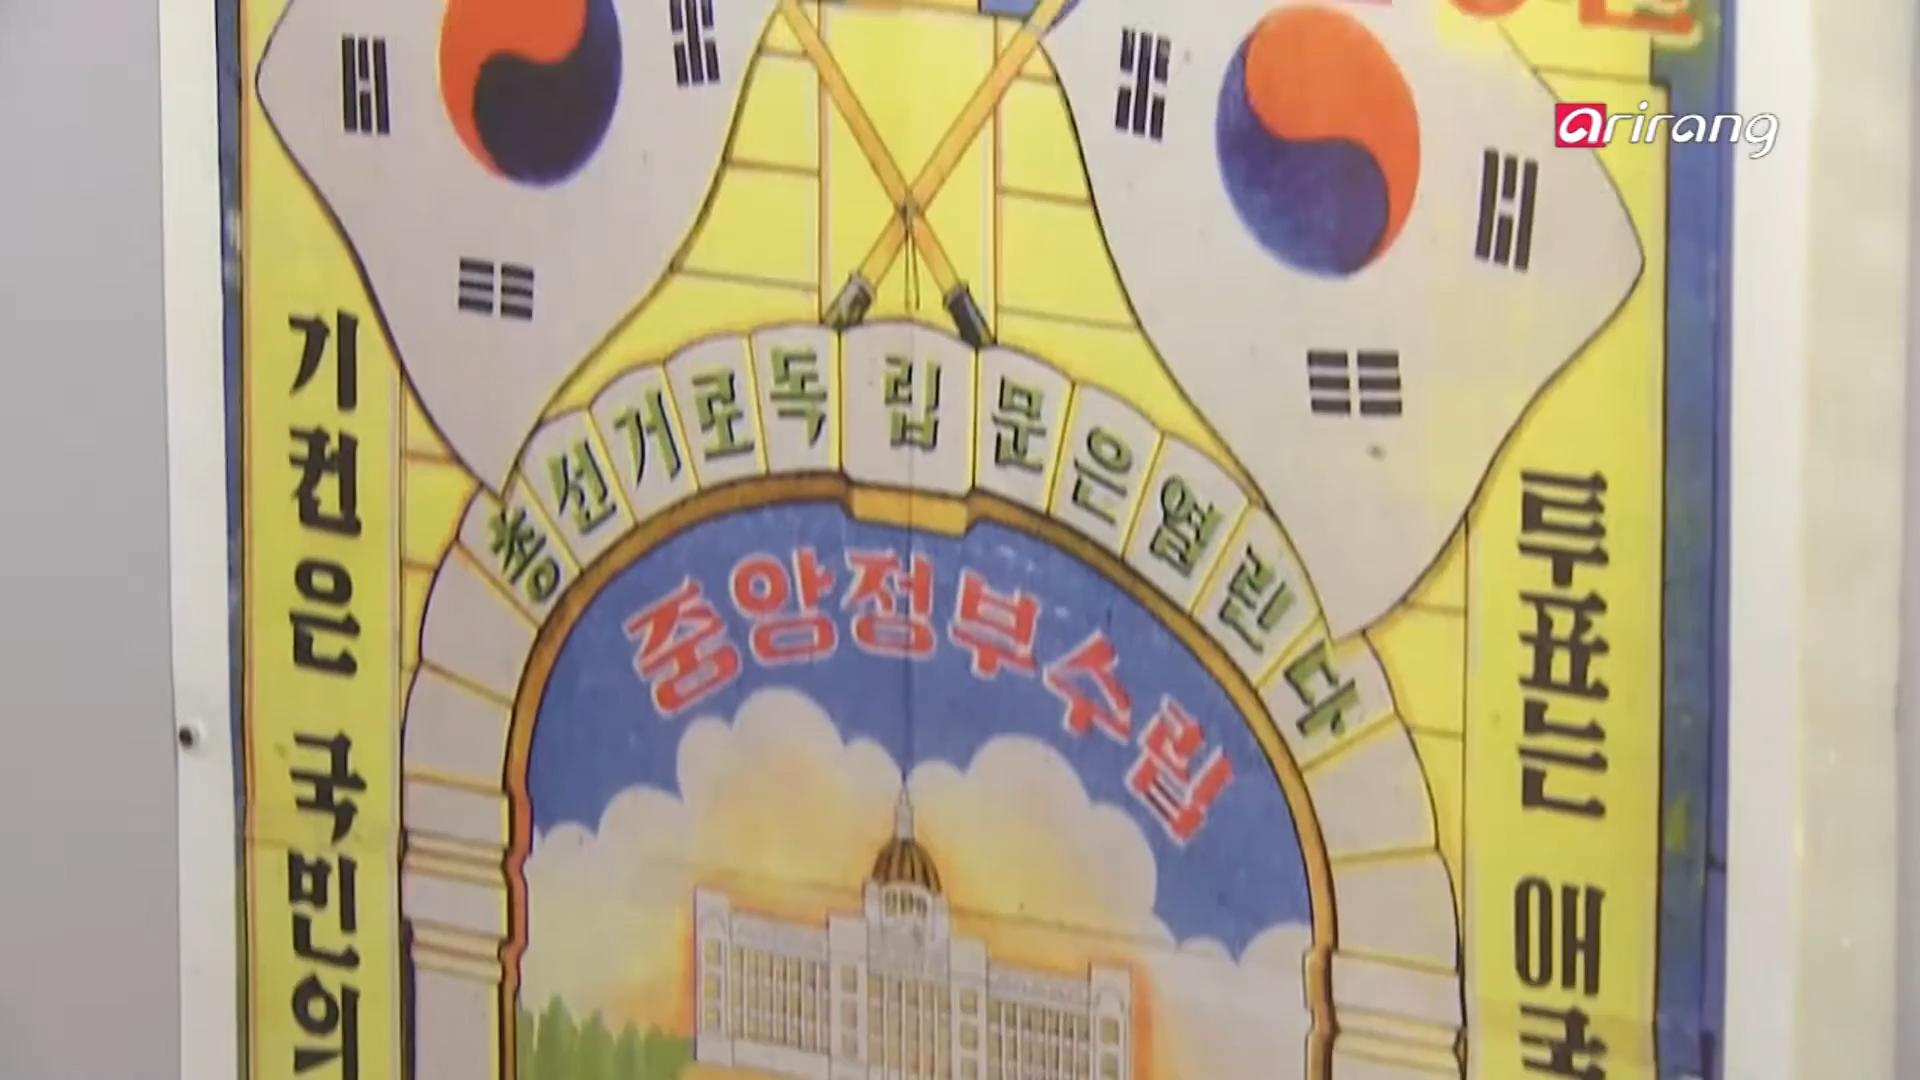 arirang
총선거로독립문은열린다
중앙정부수립
기권은 국민의
투표는 애국